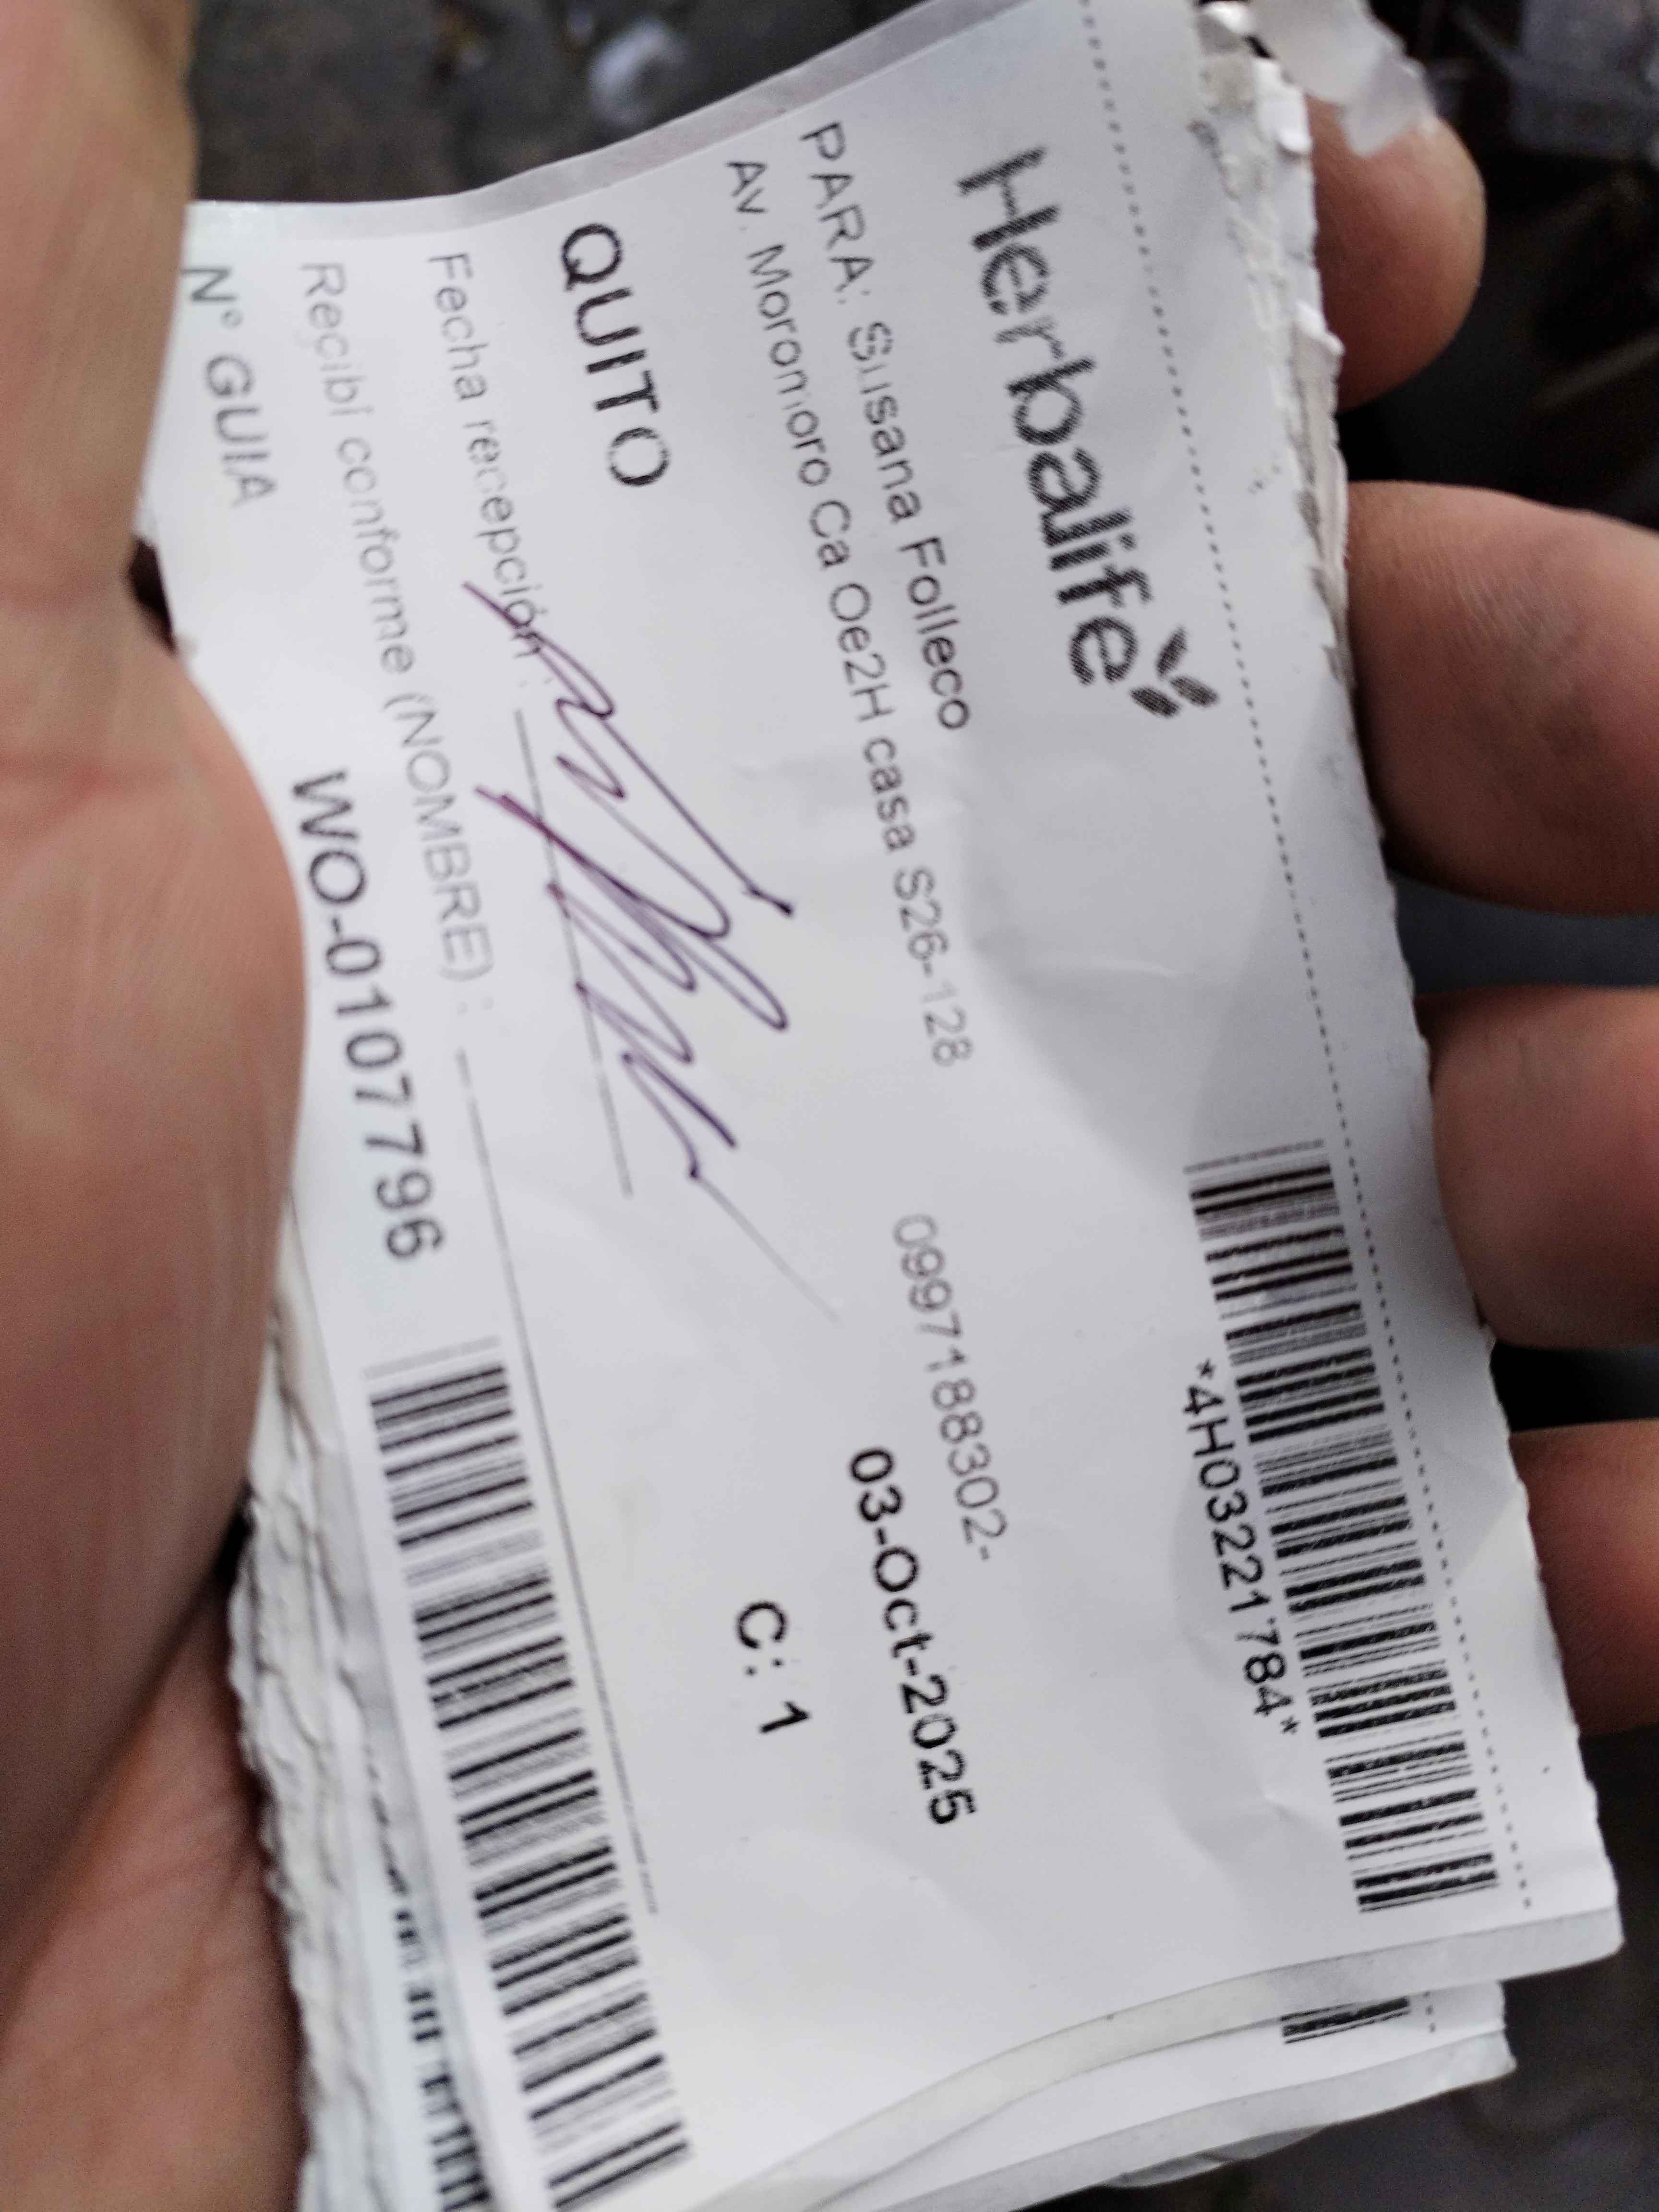 Herbalife
*4H03221784*
PARA: Susana Folleco
0997188302-
Av. Moromoro Ca Oe2H casa S26-128
03-Oct-2025
QUITO
C: 1
Fecha recepción :
Recibí conforme (NOMBRE) :
N° GUIA
WO-0107796